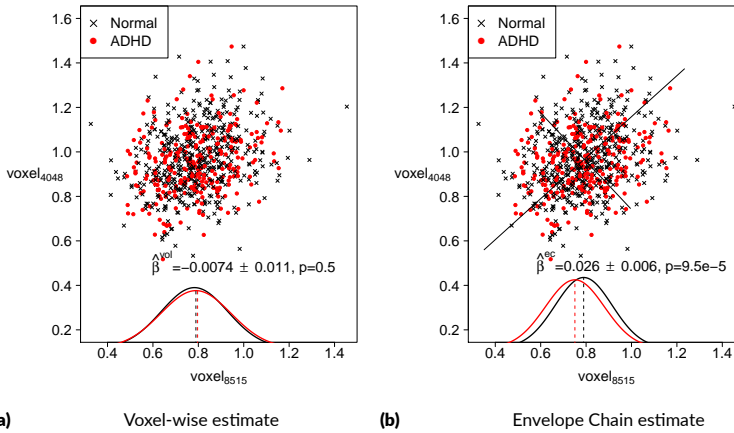 1.6
1.4
1.2
1.0
0.8
0.6
0.4
0.2
× Normal
● ADHD
voxel4048
β̂vol =−0.0074 ± 0.011, p=0.5
0.4 0.6 0.8 1.0 1.2 1.4
voxel8515
a) Voxel-wise estimate
1.6
1.4
1.2
1.0
0.8
0.6
0.4
0.2
× Normal
● ADHD
voxel4048
β̂ec =0.026 ± 0.006, p=9.5e−5
0.4 0.6 0.8 1.0 1.2 1.4
voxel8515
(b) Envelope Chain estimate